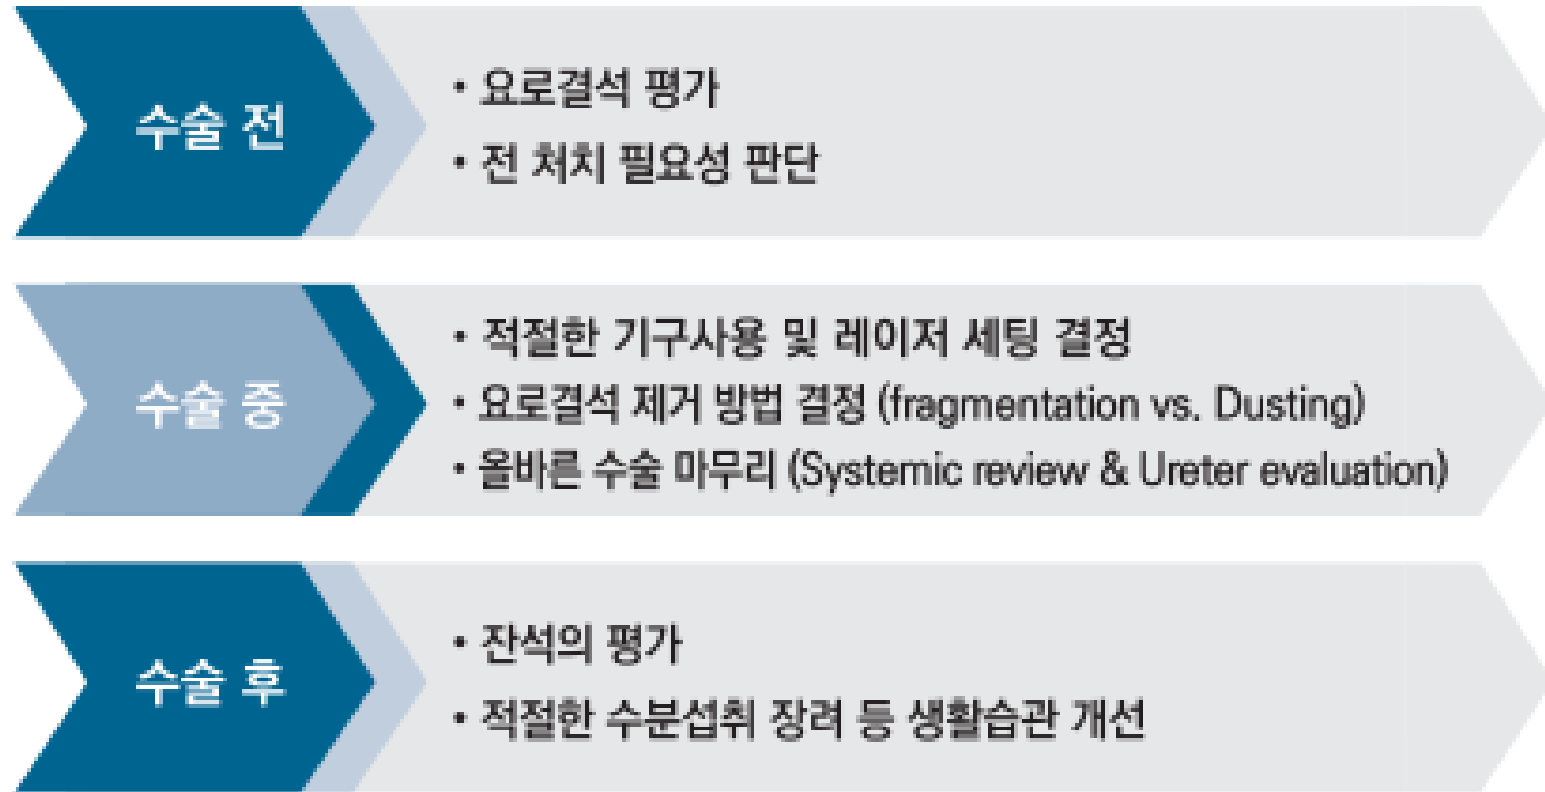 수술 전
• 요로결석 평가
• 전 처치 필요성 판단
수술 중
• 적절한 기구사용 및 레이저 세팅 결정
• 요로결석 제거 방법 결정 (fragmentation vs. Dusting)
• 올바른 수술 마무리 (Systemic review & Ureter evaluation)
수술 후
• 잔석의 평가
• 적절한 수분섭취 장려 등 생활습관 개선